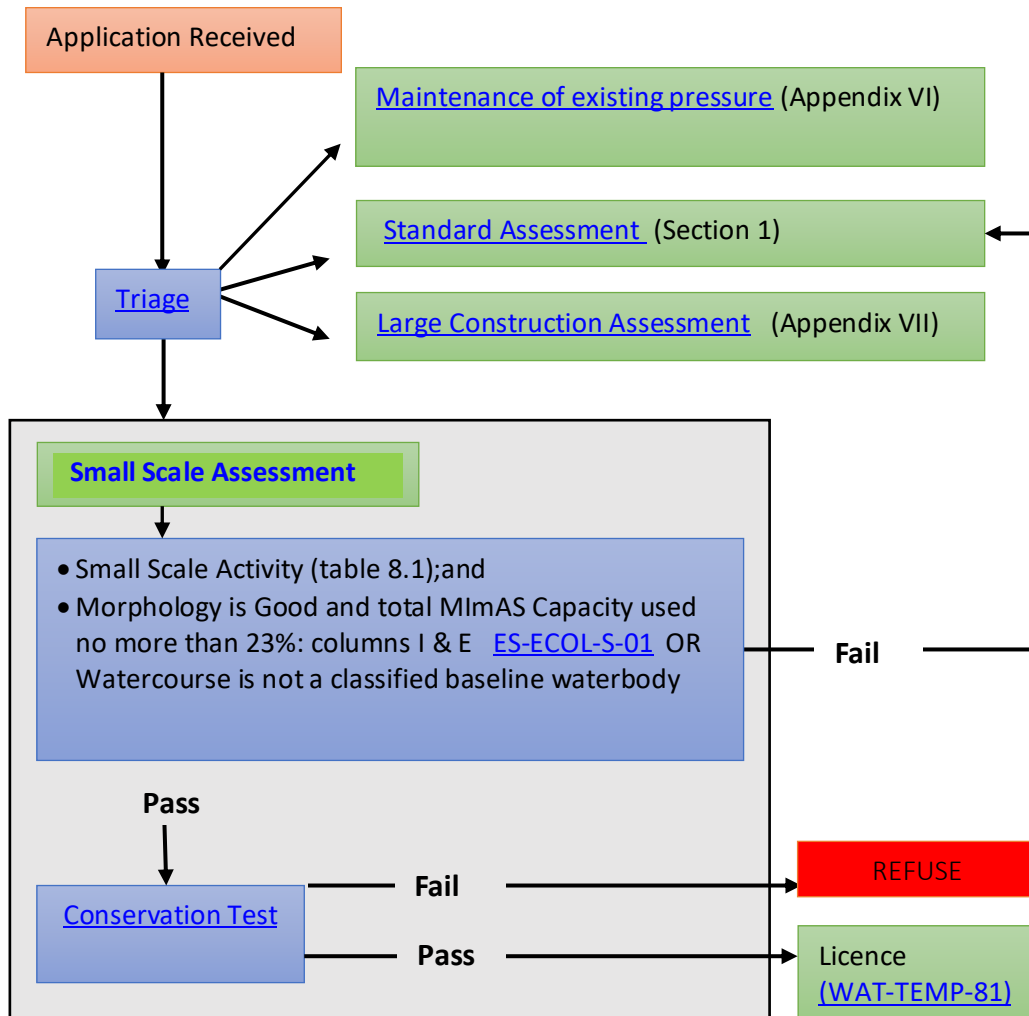 Application Received
Maintenance of existing pressure (Appendix VI)
Standard Assessment (Section 1)
Triage
Large Construction Assessment (Appendix VII)
Small Scale Assessment
• Small Scale Activity (table 8.1);and
• Morphology is Good and total MImAS Capacity used
no more than 23%: columns I & E ES-ECOL-S-01 OR
Watercourse is not a classified baseline waterbody
Fail
Pass
Fail
REFUSE
Conservation Test
Pass
Licence
(WAT-TEMP-81)